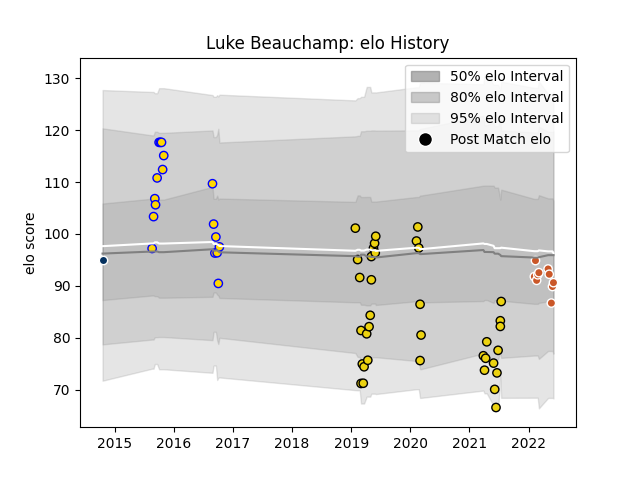 Luke Beauchamp: elo History
50% elo Interval
80% elo Interval
95% elo Interval
Post Match elo
elo score
130
120
110
100
90
80
70
2015 2016 2017 2018 2019 2020 2021 2022